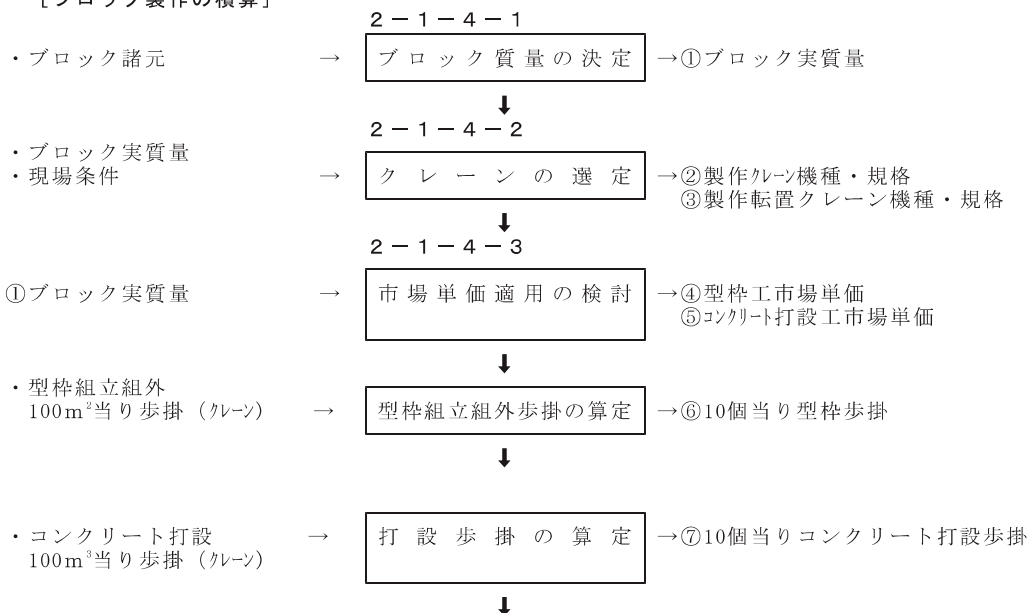 ［ブロック製作の積算］
２－１－４－１
・ブロック諸元 → ブロック質量の決定 →①ブロック実質量
⬇
２－１－４－２
・ブロック実質量
・現場条件 → クレーンの選定 →②製作ｸﾚｰﾝ機種・規格
③製作転置クレーン機種・規格
⬇
２－１－４－３
①ブロック実質量 → 市場単価適用の検討 →④型枠工市場単価
⑤ｺﾝｸﾘｰﾄ打設工市場単価
⬇
・型枠組立組外
100m²当り歩掛（ｸﾚｰﾝ） → 型枠組立組外歩掛の算定 →⑥10個当り型枠歩掛
⬇
・コンクリート打設 → 打設歩掛の算定 →⑦10個当りコンクリート打設歩掛
100m³当り歩掛（ｸﾚｰﾝ）
⬇